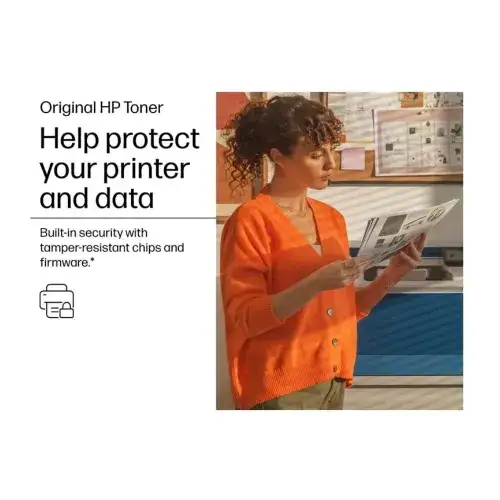 Original HP Toner
Help protect
your printer
and data
Built-in security with
tamper-resistant chips and
firmware.*